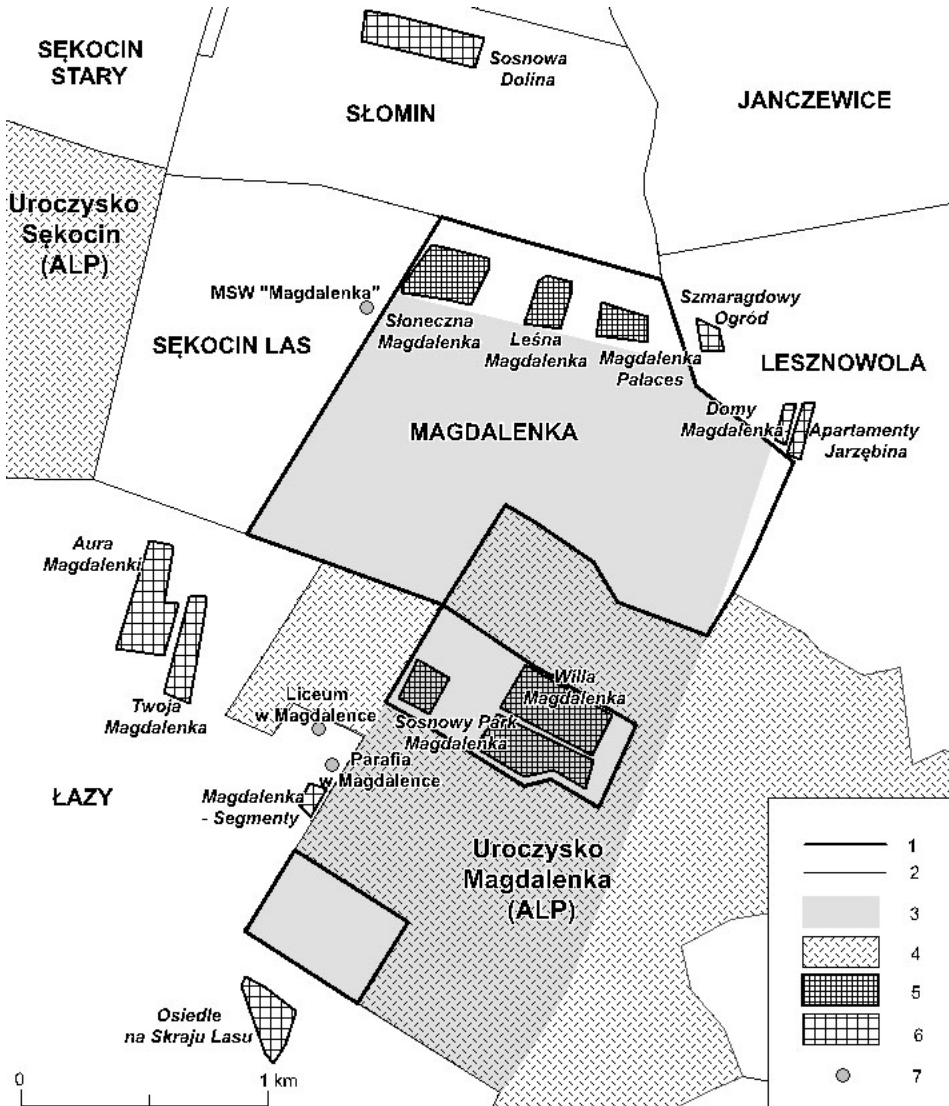 SĘKOCIN
STARY
Sosnowa
Dolina
SŁOMIN
JANCZEWICE
Uroczysko
Sękocin
(ALP)
MSW "Magdalenka"
Słoneczna
Magdalenka
Leśna
Magdalenka
Magdalenka
Palaces
Szmaragdowy
Ogród
SĘKOCIN LAS
LESZNOWOLA
MAGDALENKA
Domy
Magdalenka
Apartamenty
Jarzębina
Aura
Magdalenki
Twoja
Magdalenka
Liceum
w Magdalence
Willa
Magdalenka
Sosnowy Park
Magdalenka
Parafia
w Magdalence
ŁAZY
Magdalenka
- Segmenty
Uroczysko
Magdalenka
(ALP)
Osiedle
na Skraju Lasu
0
1 km
1
2
3
4
5
6
7